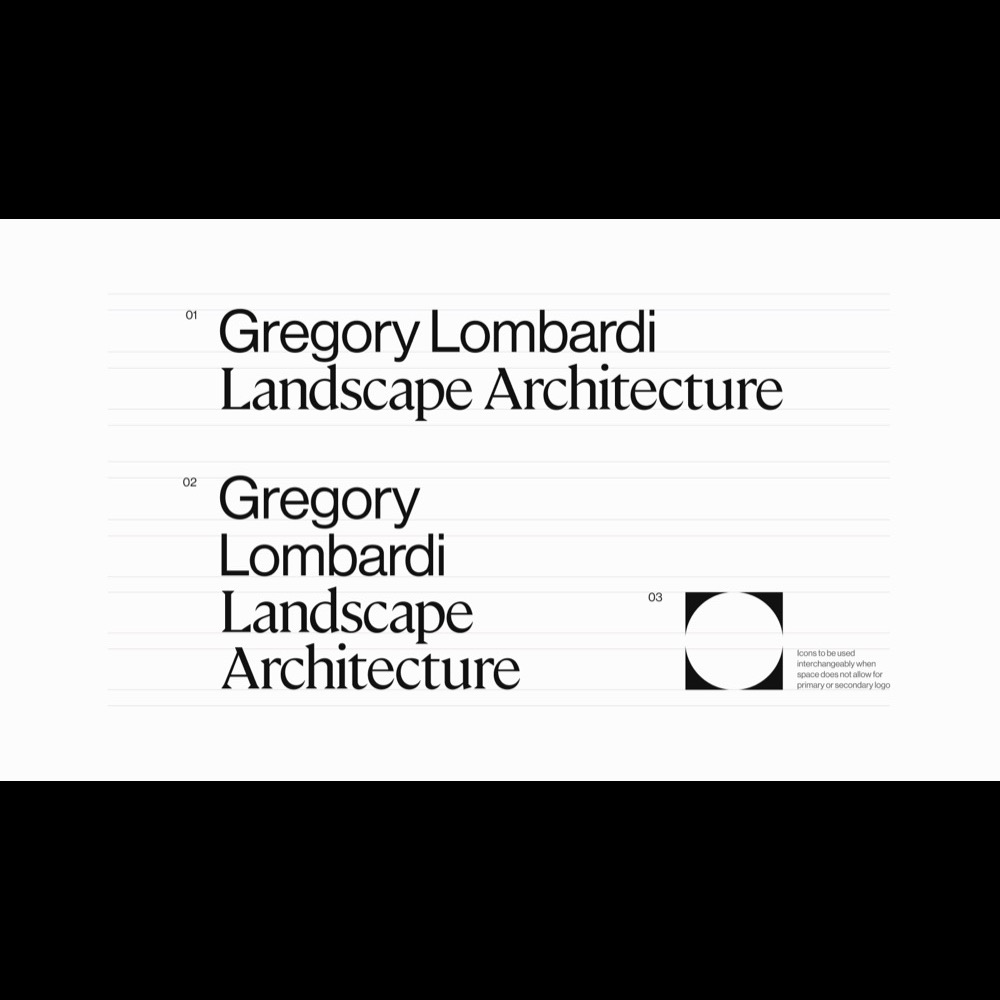 01
Gregory Lombardi
Landscape Architecture
02
Gregory
Lombardi
Landscape
Architecture
03
Icons to be used
interchangeably when
space does not allow for
primary or secondary logo